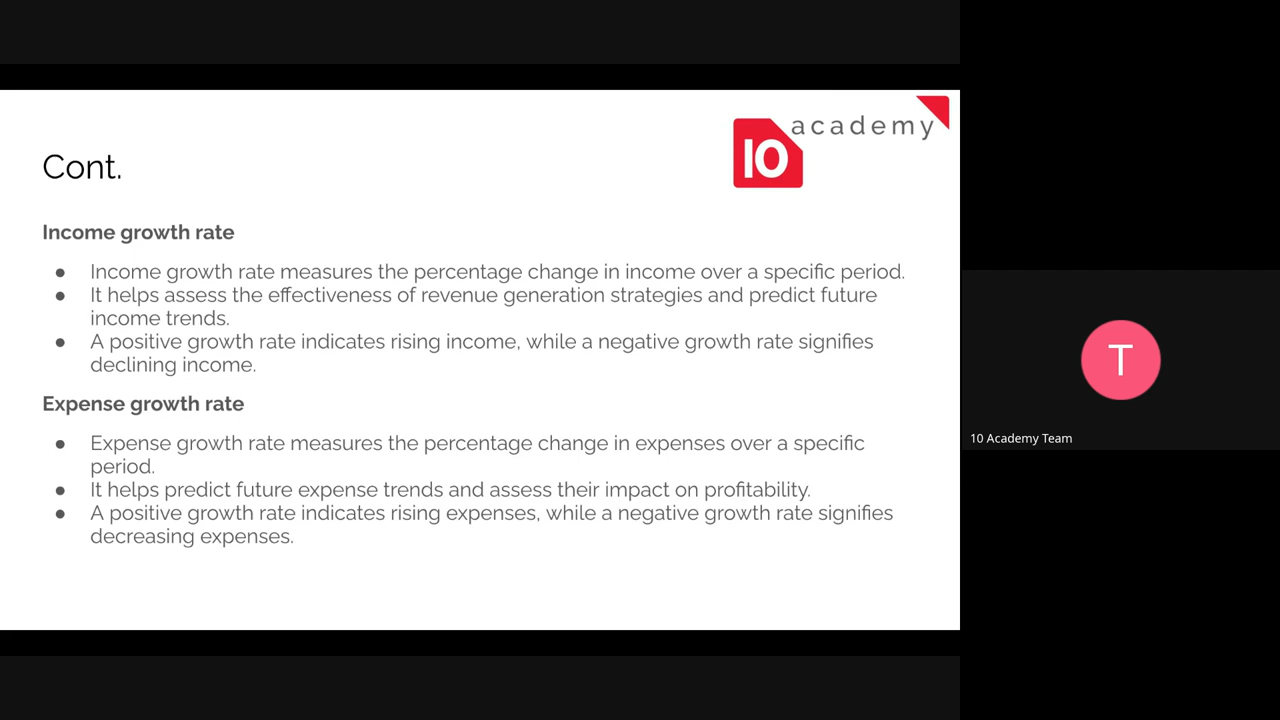 academy
10
Cont.
Income growth rate
● Income growth rate measures the percentage change in income over a specific period.
● It helps assess the effectiveness of revenue generation strategies and predict future
income trends.
● A positive growth rate indicates rising income, while a negative growth rate signifies
declining income.
Expense growth rate
● Expense growth rate measures the percentage change in expenses over a specific
period.
● It helps predict future expense trends and assess their impact on profitability.
● A positive growth rate indicates rising expenses, while a negative growth rate signifies
decreasing expenses.
T
10 Academy Team